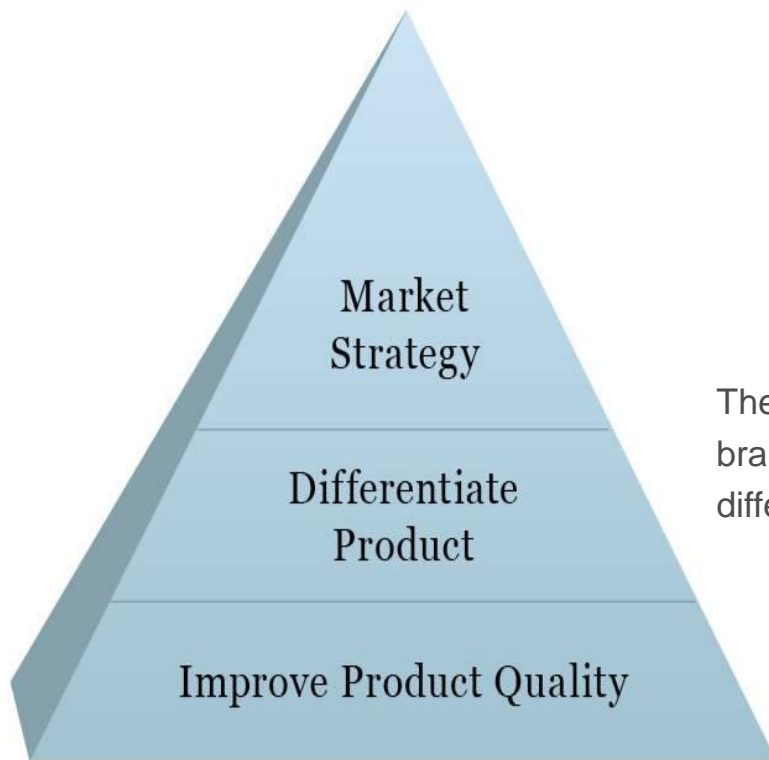 Market
Strategy
Differentiate
Product
Improve Product Quality
The
bra
diffe